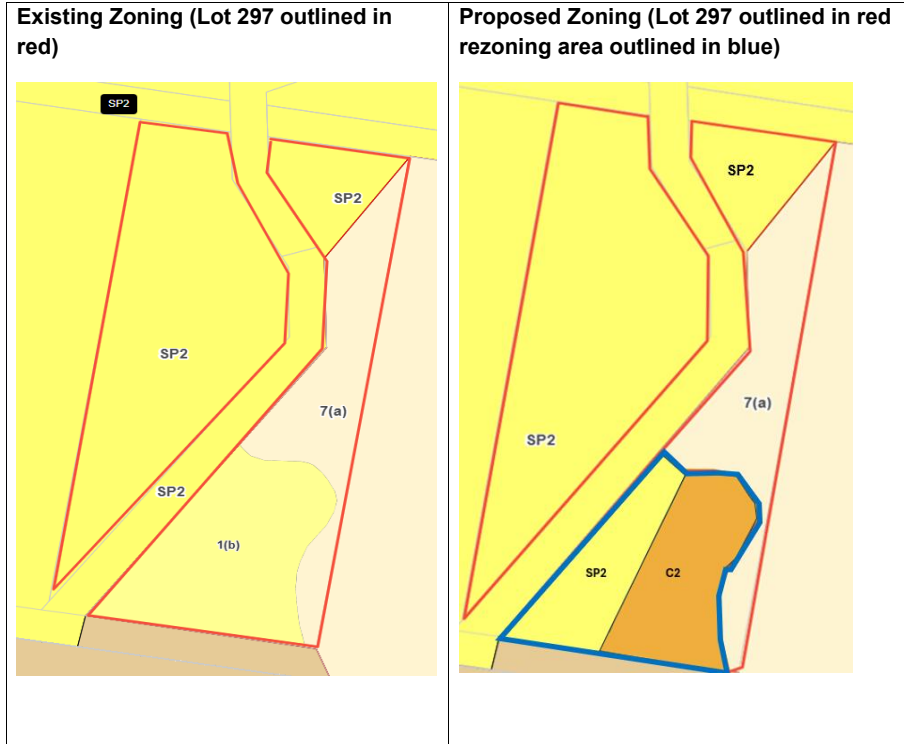 Existing Zoning (Lot 297 outlined in
red)
SP2
SP2
SP2
7(a)
SP2
1(b)
Proposed Zoning (Lot 297 outlined in red
rezoning area outlined in blue)
SP2
7(a)
SP2
SP2
C2